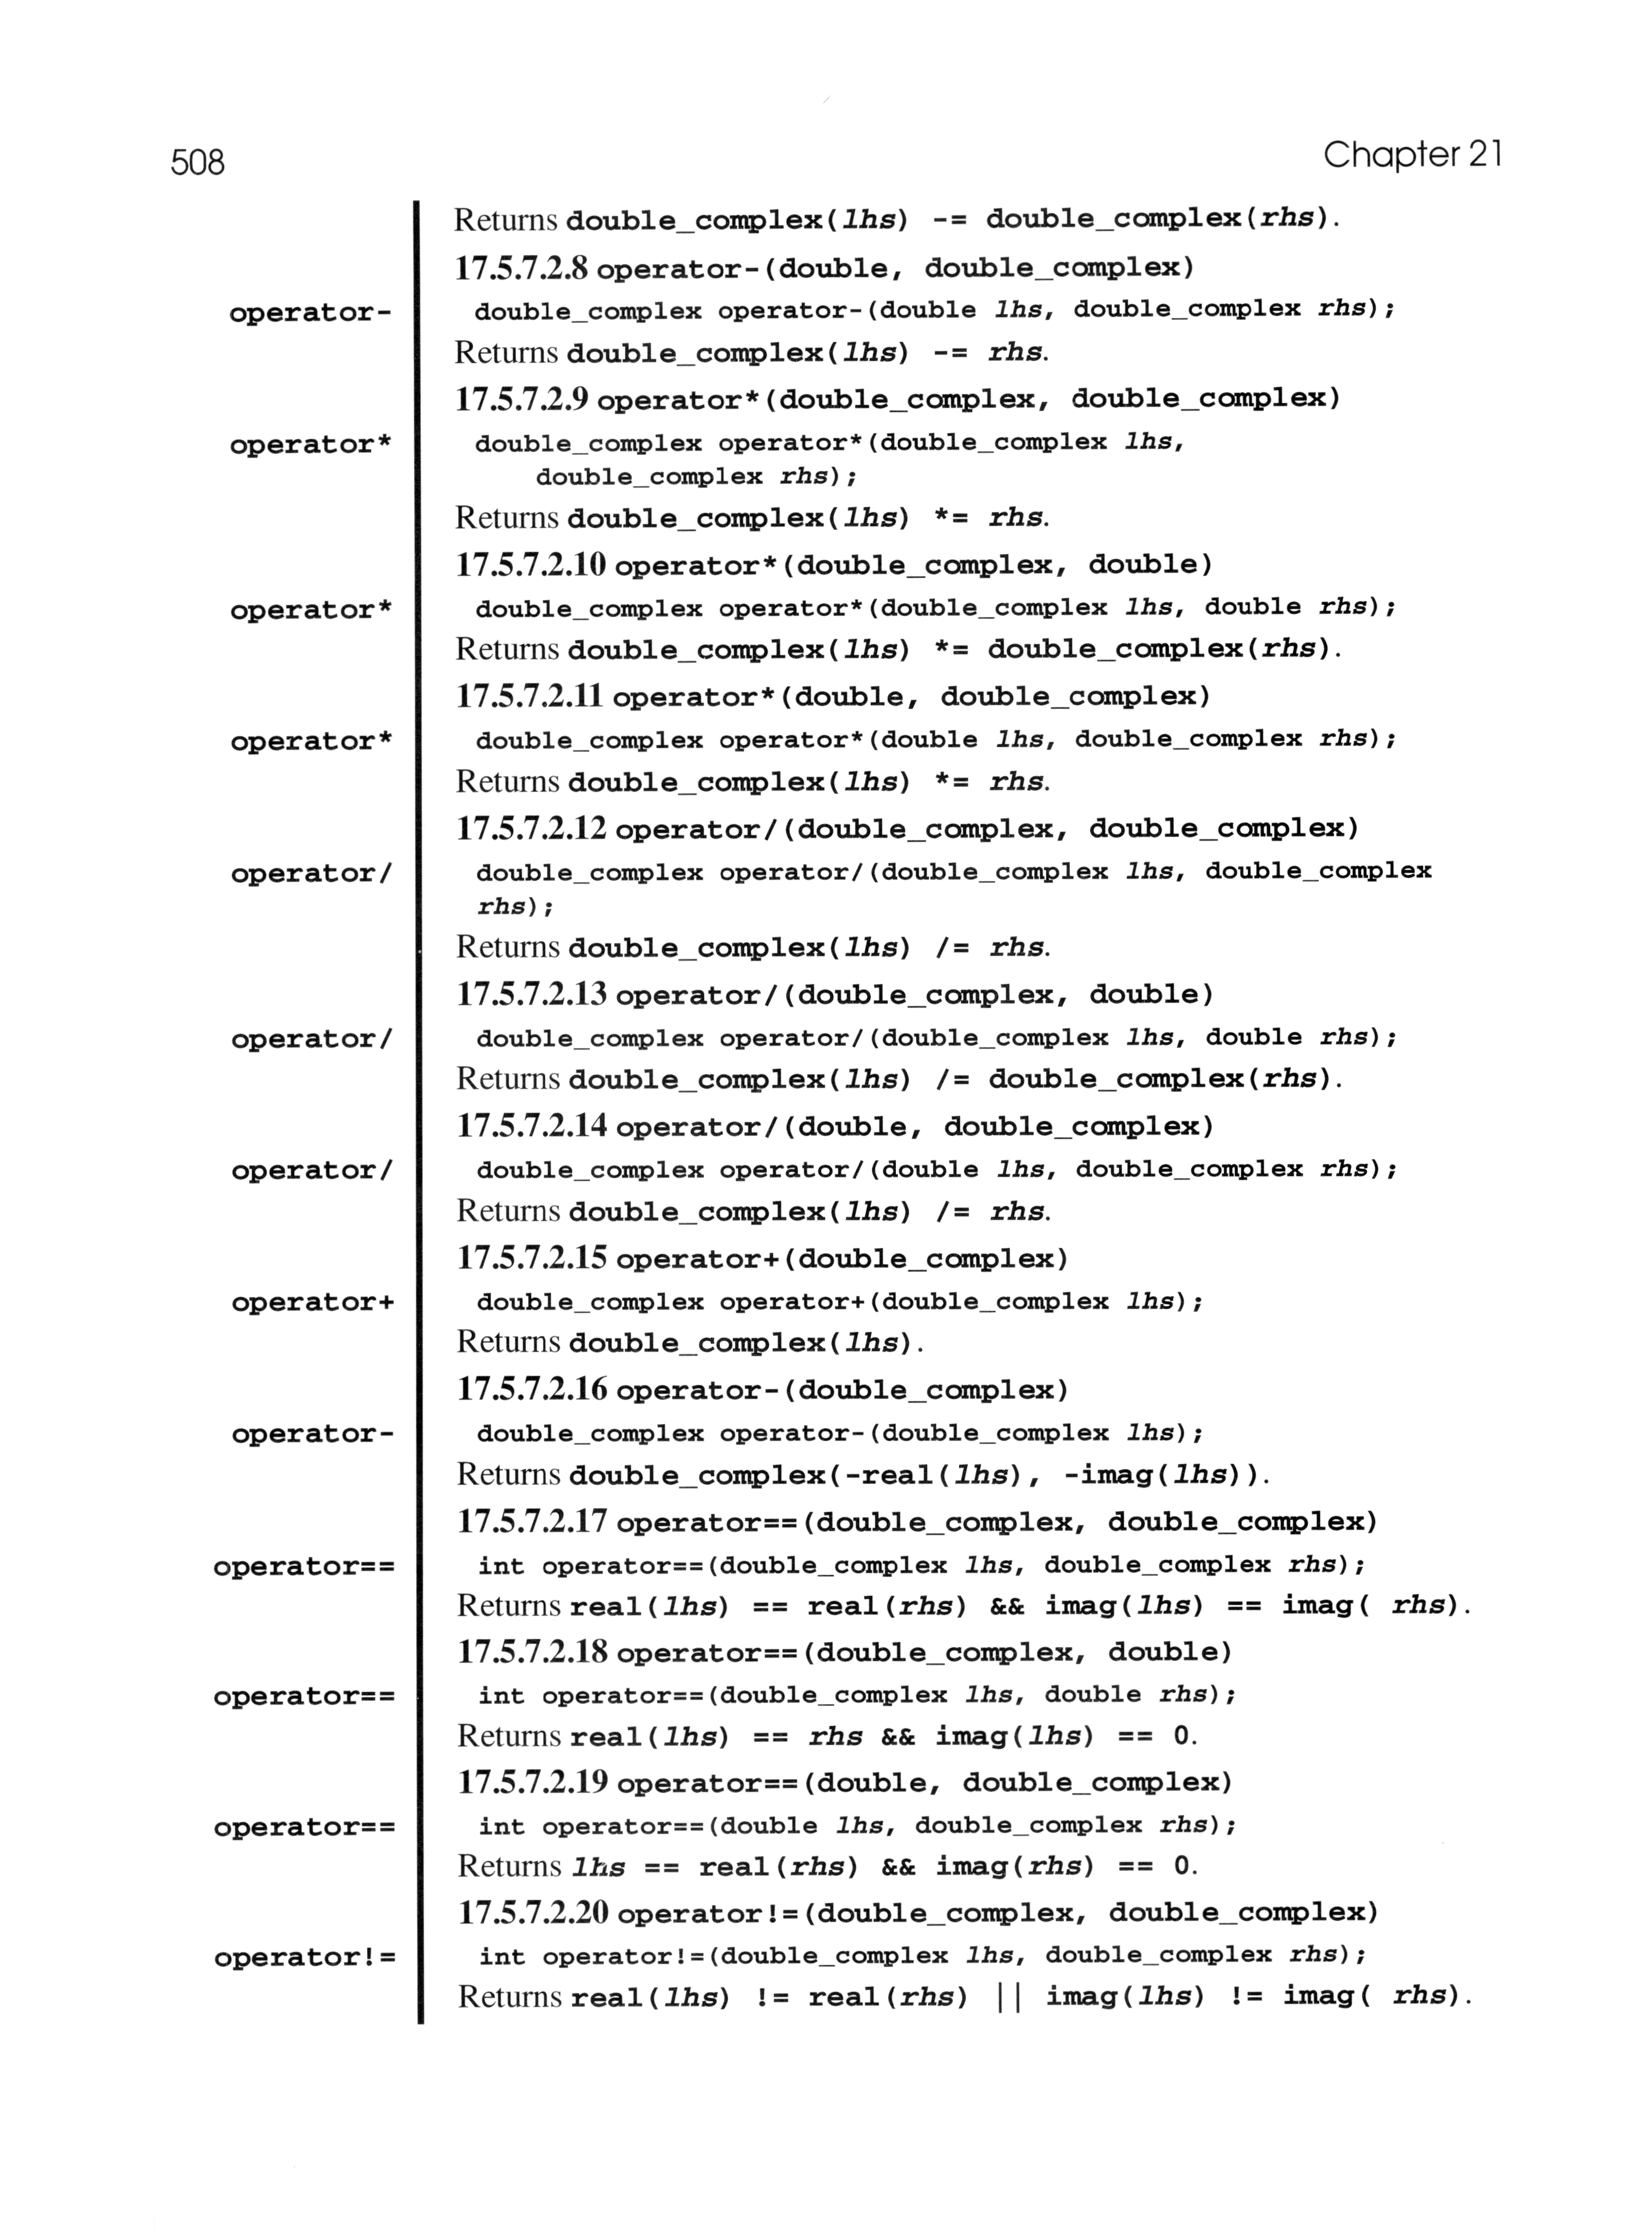 508
Chapter 21
Returns double_complex(lhs) -= double_complex(rhs).
17.5.7.2.8 operator-(double, double_complex)
operator-
double_complex operator-(double lhs, double_complex rhs);
Returns double_complex(lhs) -= rhs.
17.5.7.2.9 operator*(double_complex, double_complex)
operator*
double_complex operator*(double_complex lhs,
double_complex rhs);
Returns double_complex(lhs) *= rhs.
17.5.7.2.10 operator*(double_complex, double)
operator*
double_complex operator*(double_complex lhs, double rhs);
Returns double_complex(lhs) *= double_complex(rhs).
17.5.7.2.11 operator*(double, double_complex)
operator*
double_complex operator*(double lhs, double_complex rhs);
Returns double_complex(lhs) *= rhs.
17.5.7.2.12 operator/(double_complex, double_complex)
operator/
double_complex operator/(double_complex lhs, double_complex
rhs);
Returns double_complex(lhs) /= rhs.
17.5.7.2.13 operator/(double_complex, double)
operator/
double_complex operator/(double_complex lhs, double rhs);
Returns double_complex(lhs) /= double_complex(rhs).
17.5.7.2.14 operator/(double, double_complex)
operator/
double_complex operator/(double lhs, double_complex rhs);
Returns double_complex(lhs) /= rhs.
17.5.7.2.15 operator+(double_complex)
operator+
double_complex operator+(double_complex lhs);
Returns double_complex(lhs).
17.5.7.2.16 operator-(double_complex)
operator-
double_complex operator-(double_complex lhs);
Returns double_complex(-real(lhs), -imag(lhs)).
17.5.7.2.17 operator==(double_complex, double_complex)
operator==
int operator==(double_complex lhs, double_complex rhs);
Returns real(lhs) == real(rhs) && imag(lhs) == imag( rhs).
17.5.7.2.18 operator==(double_complex, double)
operator==
int operator==(double_complex lhs, double rhs);
Returns real(lhs) == rhs && imag(lhs) == 0.
17.5.7.2.19 operator==(double, double_complex)
operator==
int operator==(double lhs, double_complex rhs);
Returns lhs == real(rhs) && imag(rhs) == 0.
17.5.7.2.20 operator!=(double_complex, double_complex)
operator!=
int operator!=(double_complex lhs, double_complex rhs);
Returns real(lhs) != real(rhs) || imag(lhs) != imag( rhs).